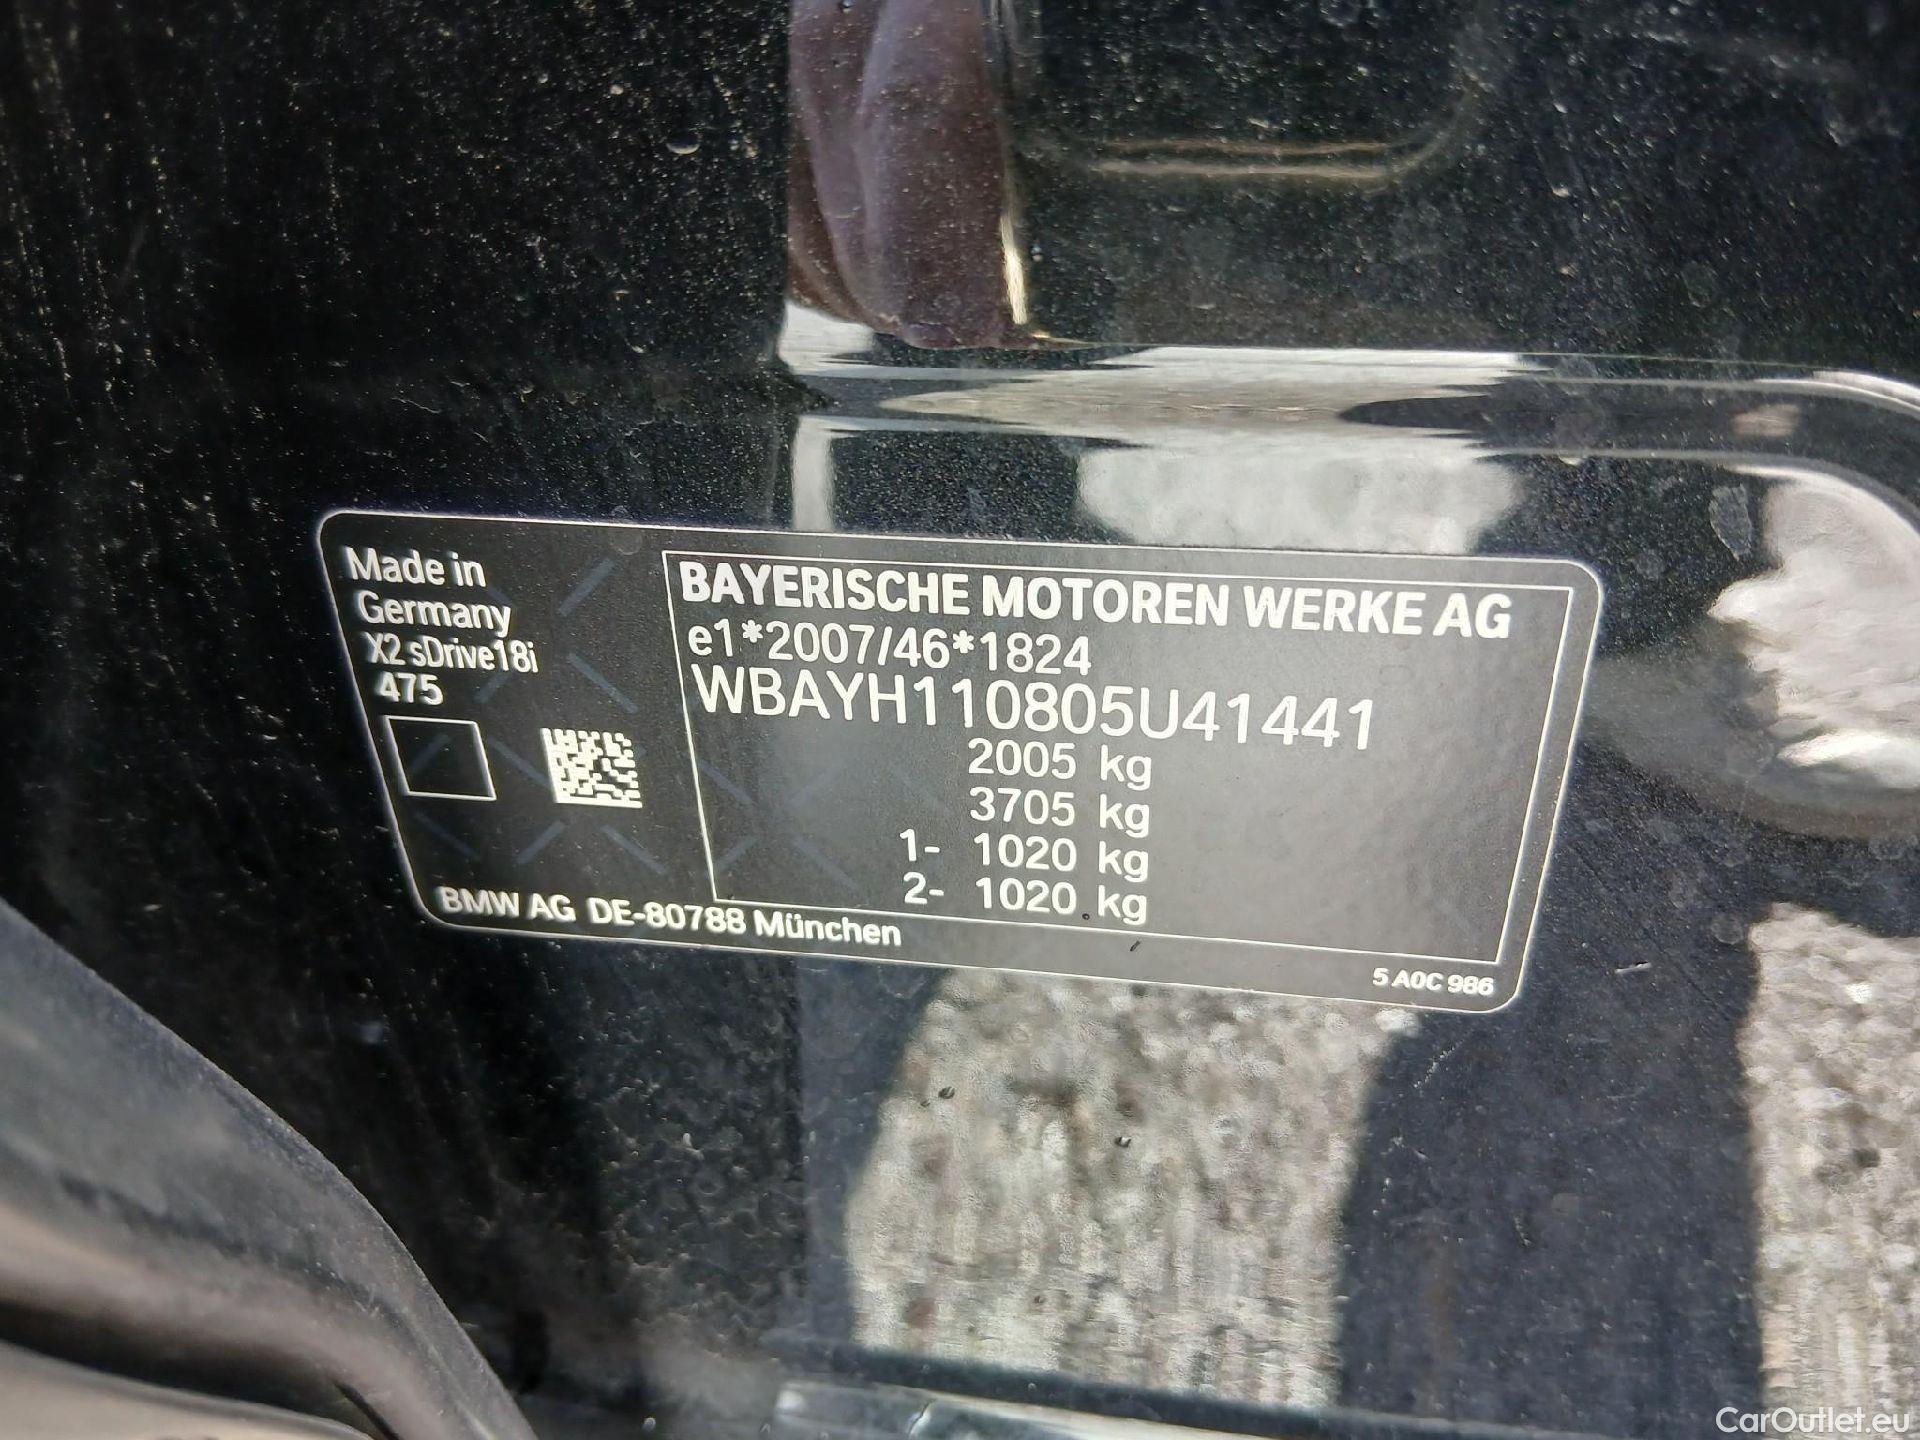 Made in
Germany
X2 sDrive18i
475
BAYERISCHE MOTOREN WERKE AG
e1*2007/46*1824
WBAYH110805U41441
2005 kg
3705 kg
1- 1020 kg
2- 1020 kg
BMW AG DE-80788 München
5 A0C 986
CarOutlet.eu